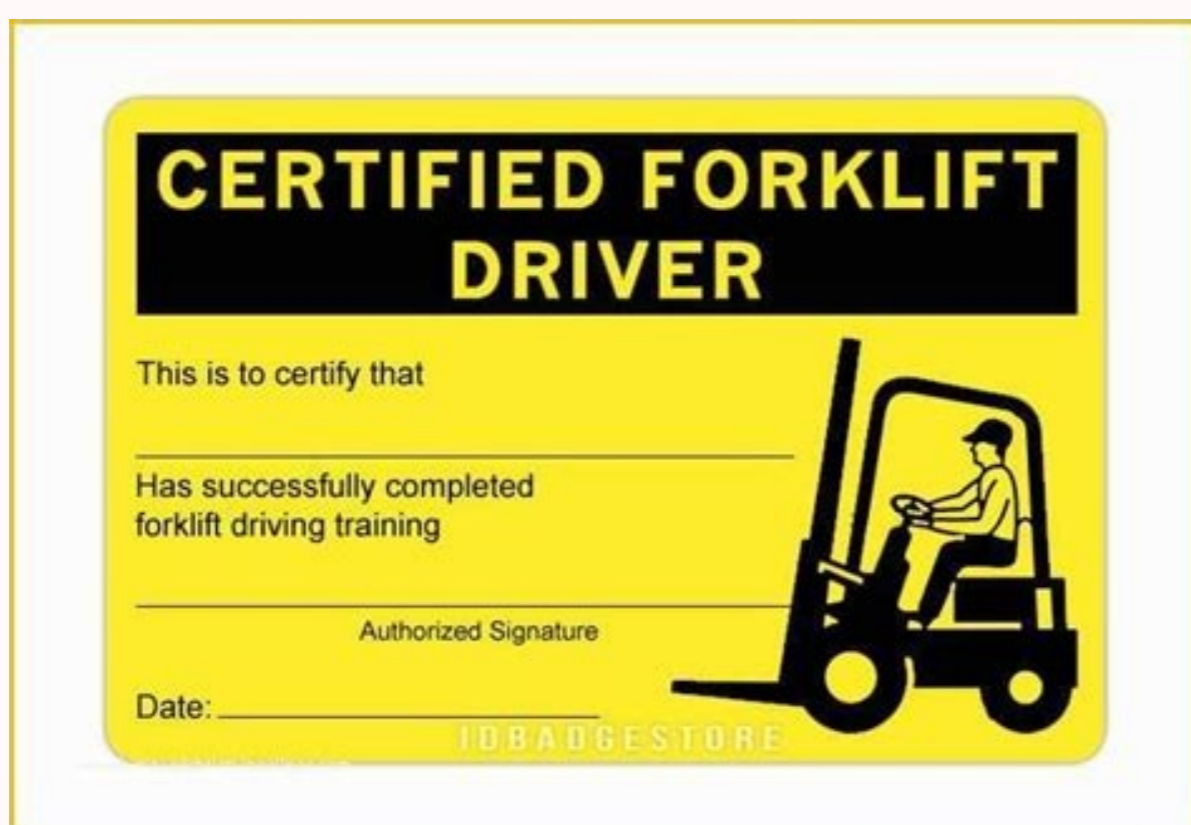 CERTIFIED FORKLIFT
DRIVER
This is to certify that
Has successfully completed
forklift driving training
Authorized Signature
Date:
IDBADGESTORE